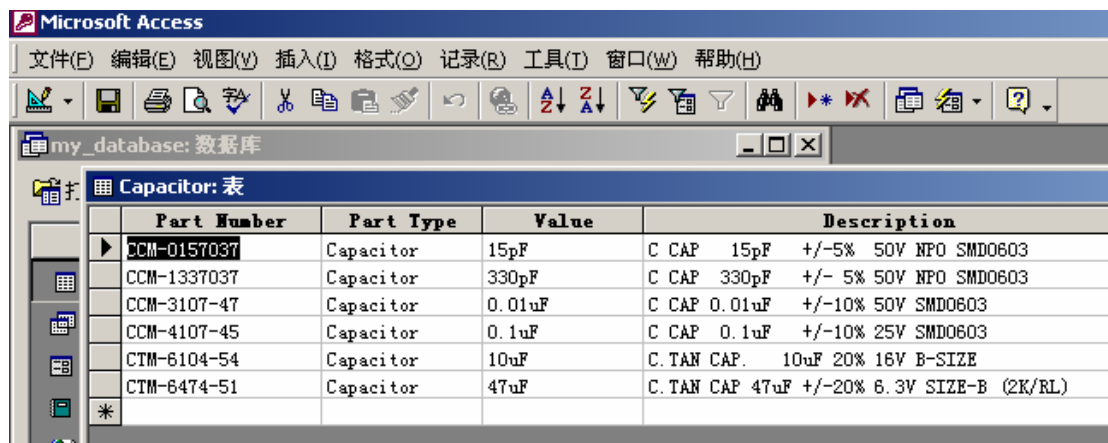 Microsoft Access
文件(F) 编辑(E) 视图(V) 插入(I) 格式(O) 记录(R) 工具(T) 窗口(W) 帮助(H)
my_database: 数据库
Capacitor: 表
Part Number Part Type Value Description
CCM-0157037 Capacitor 15pF C CAP 15pF +/-5% 50V NPO SMD0603
CCM-1337037 Capacitor 330pF C CAP 330pF +/- 5% 50V NPO SMD0603
CCM-3107-47 Capacitor 0.01uF C CAP 0.01uF +/-10% 50V SMD0603
CCM-4107-45 Capacitor 0.1uF C CAP 0.1uF +/-10% 25V SMD0603
CTM-6104-54 Capacitor 10uF C.TAN CAP. 10uF 20% 16V B-SIZE
CTM-6474-51 Capacitor 47uF C.TAN CAP 47uF +/-20% 6.3V SIZE-B (2K/RL)